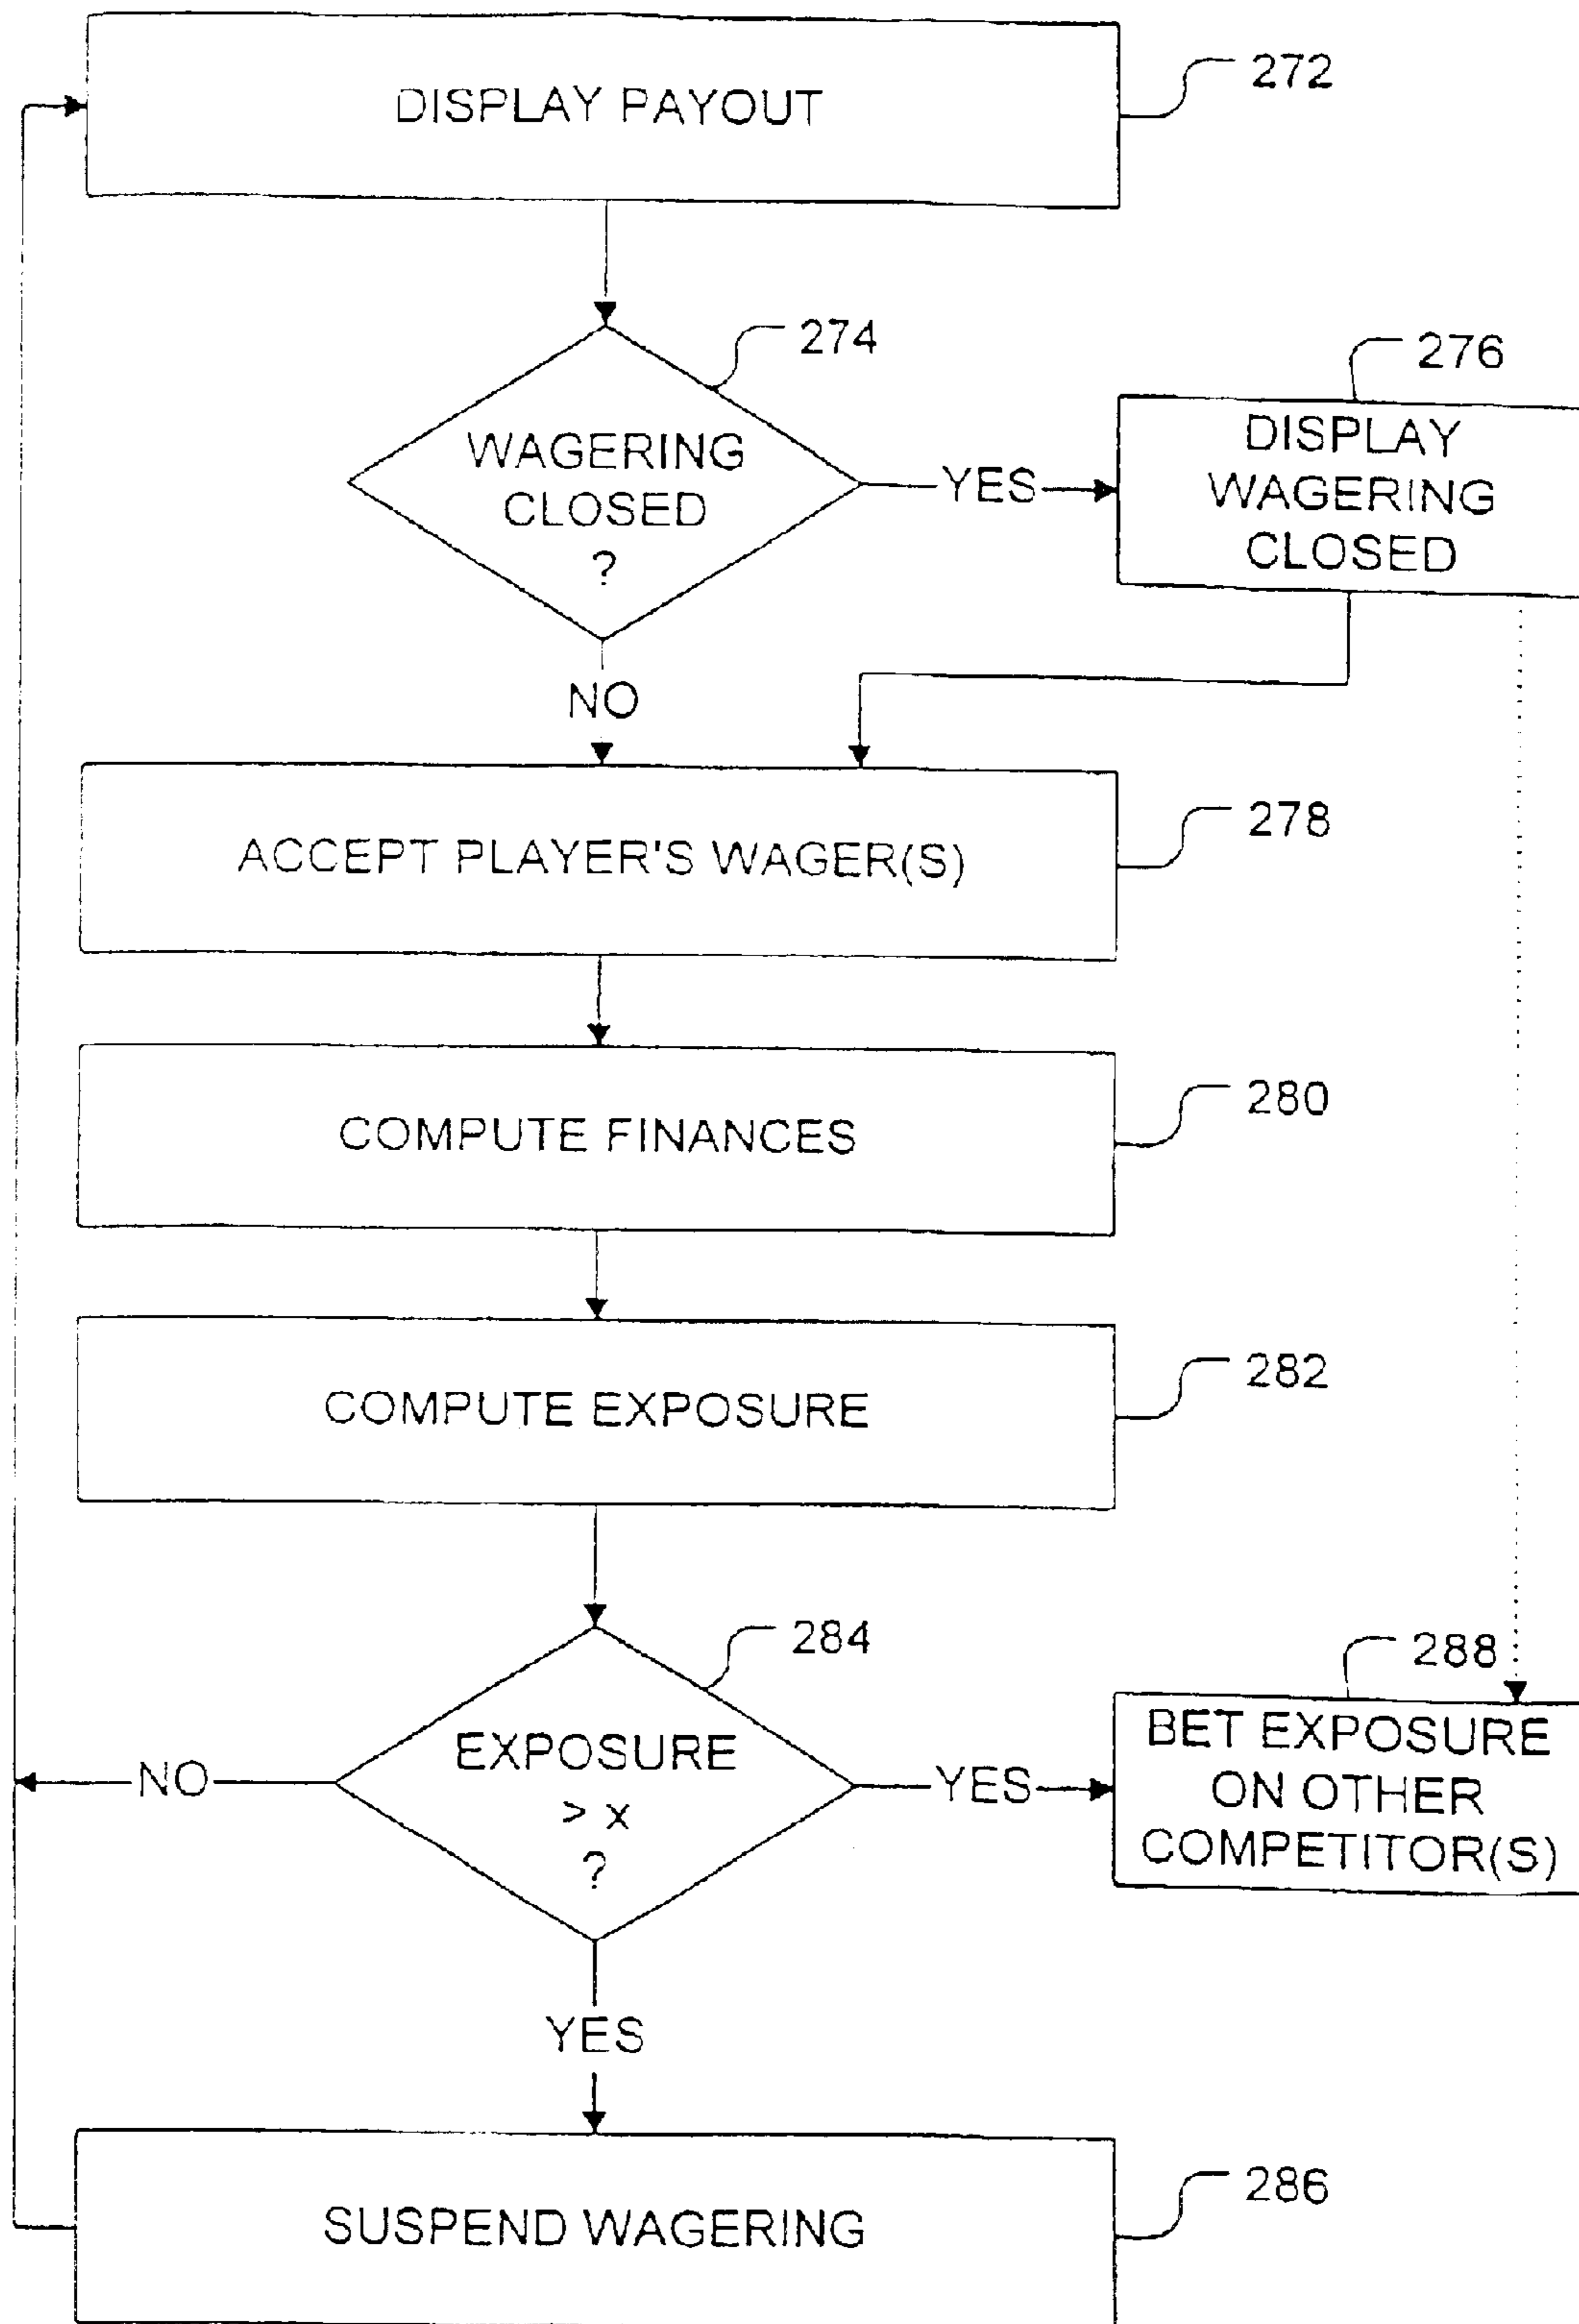 DISPLAY PAYOUT
272
274
WAGERING
CLOSED
?
YES
276
DISPLAY
WAGERING
CLOSED
NO
ACCEPT PLAYER'S WAGER(S)
278
COMPUTE FINANCES
280
COMPUTE EXPOSURE
282
284
EXPOSURE
> x
?
NO
YES
288
BET EXPOSURE
ON OTHER
COMPETITOR(S)
YES
SUSPEND WAGERING
286